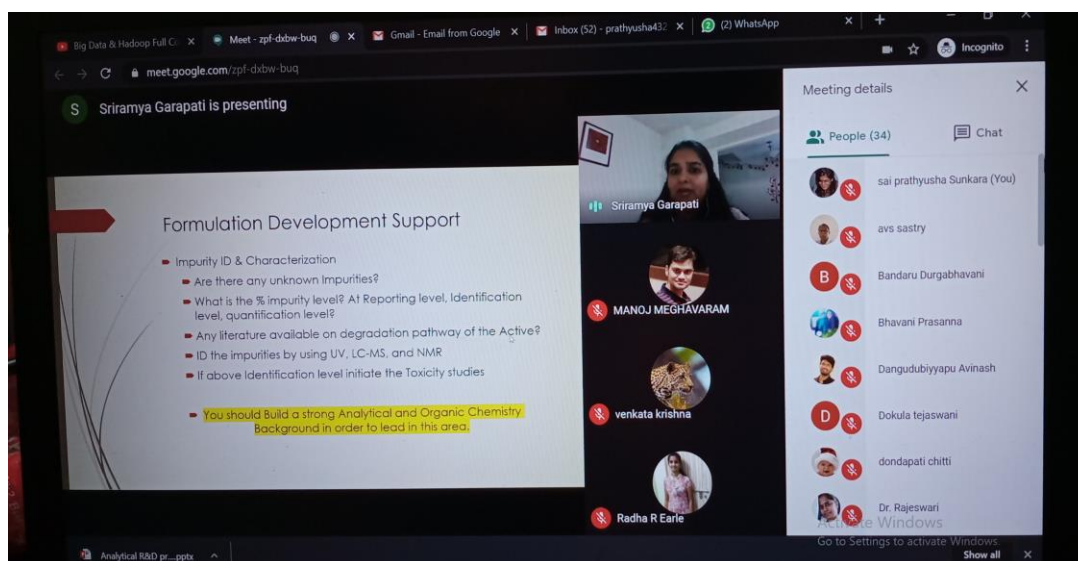 Big Data & Hadoop Full C
Meet - zpf-dxbw-buq
Gmail - Email from Google
Inbox (52) - prathyusha432
(2) WhatsApp
meet.google.com/zpf-dxbw-buq
Incognito
S
Sriramya Garapati is presenting
Formulation Development Support
Impurity ID & Characterization
Are there any unknown Impurities?
What is the % impurity level? At Reporting level, Identification
level, quantification level?
Any literature available on degradation pathway of the Active?
ID the impurities by using UV, LC-MS, and NMR
If above Identification level initiate the Toxicity studies
You should Build a strong Analytical and Organic Chemistry
Background in order to lead in this area.
Sriramya Garapati
MANOJ MEGHAVARAM
venkata krishna
Radha R Earle
Meeting details
People (34)
Chat
sai prathyusha Sunkara (You)
avs sastry
B
Bandaru Durgabhavani
Bhavani Prasanna
Dangudubiyyapu Avinash
D
Dokula tejaswani
dondapati chitti
Dr. Rajeswari
Activate Windows
Go to Settings to activate Windows.
Analytical R&D pr....pptx
Show all